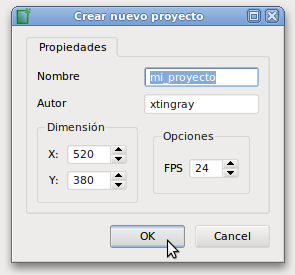 Crear nuevo proyecto
Propiedades
Nombre mi_proyecto
Autor xtingray
Dimensión
X: 520
Y: 380
Opciones
FPS 24
OK Cancel